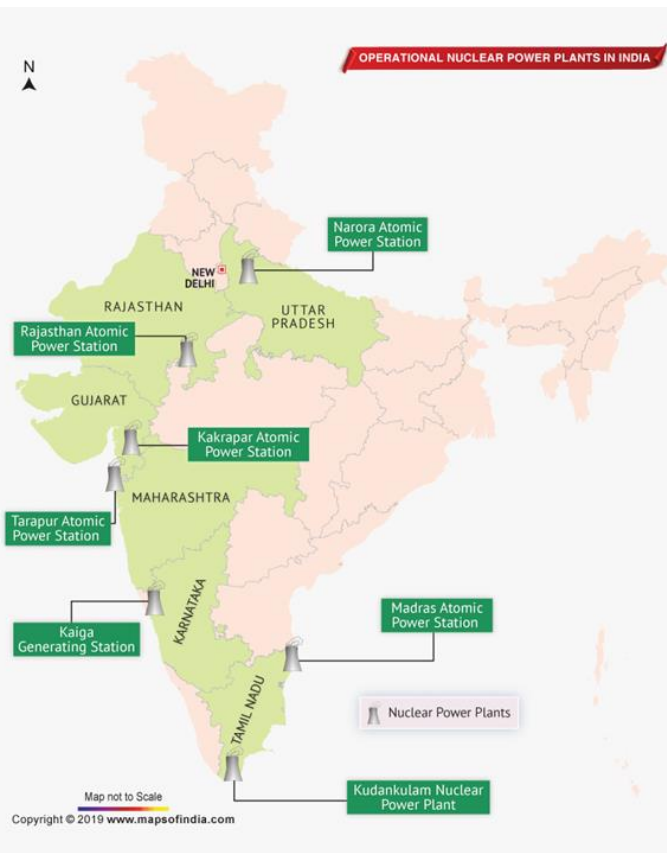 OPERATIONAL NUCLEAR POWER PLANTS IN INDIA
N
Narora Atomic
Power Station
NEW
DELHI
RAJASTHAN
UTTAR
PRADESH
Rajasthan Atomic
Power Station
GUJARAT
Kakrapar Atomic
Power Station
MAHARASHTRA
Tarapur Atomic
Power Station
KARNATAKA
Madras Atomic
Power Station
Kaiga
Generating Station
TAMIL NADU
Nuclear Power Plants
Kudankulam Nuclear
Power Plant
Map not to Scale
Copyright © 2019 www.mapsofindia.com